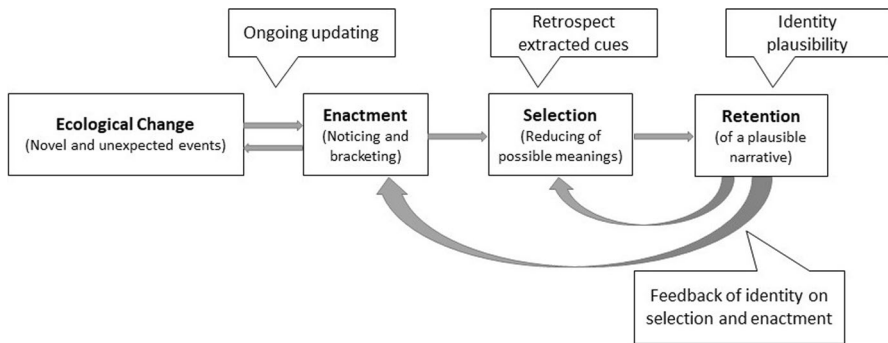 Ongoing updating
Retrospect
extracted cues
Identity
plausibility
Ecological Change
(Novel and unexpected events)
Enactment
(Noticing and
bracketing)
Selection
(Reducing of
possible meanings)
Retention
(of a plausible
narrative)
Feedback of identity on
selection and enactment